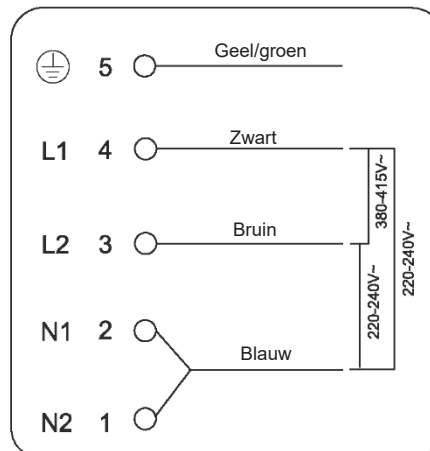 5 Geel/groen
L1 4 Zwart
380-415V~
L2 3 Bruin
220-240V~
220-240V~
N1 2
Blauw
N2 1